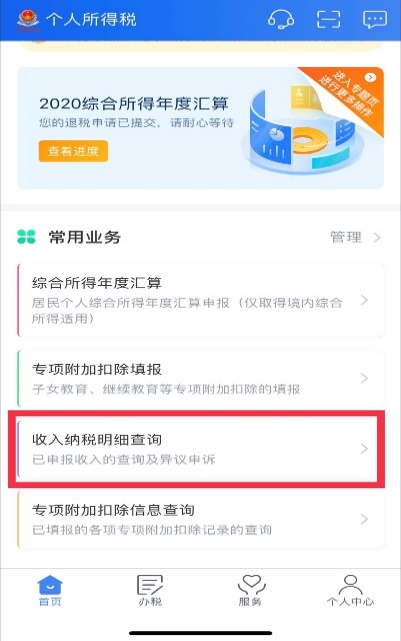 个人所得税
2020综合所得年度汇算
您的退税申请已提交，请耐心等待
查看进度
进入专题页
进行更多操作
常用业务
管理
综合所得年度汇算
居民个人综合所得年度汇算申报（仅取得境内综合
所得适用）
专项附加扣除填报
子女教育、继续教育等专项附加扣除的填报
收入纳税明细查询
已申报收入的查询及异议申诉
专项附加扣除信息查询
已填报的各项专项附加扣除记录的查询
首页
办税
服务
个人中心